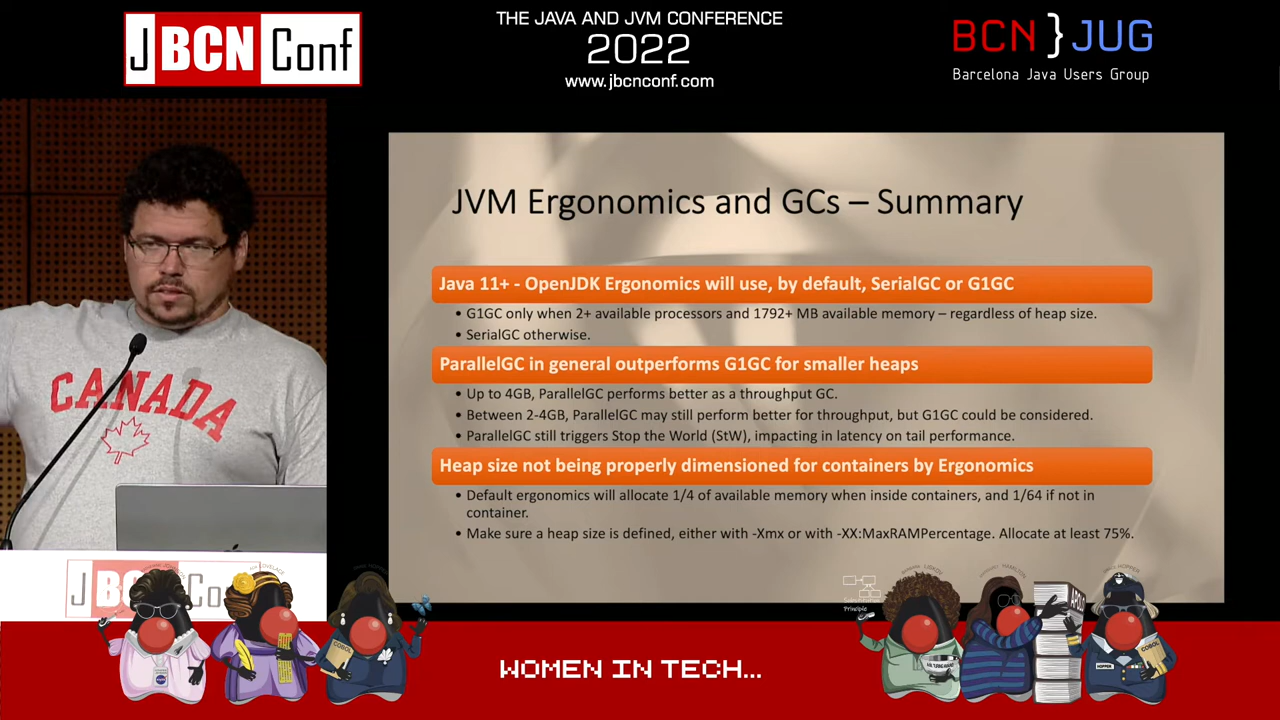 JBCNConf
THE JAVA AND JVM CONFERENCE
2022
www.jbcnconf.com
BCN}JUG
Barcelona Java Users Group
JVM Ergonomics and GCs – Summary
Java 11+ - OpenJDK Ergonomics will use, by default, SerialGC or G1GC
• G1GC only when 2+ available processors and 1792+ MB available memory – regardless of heap size.
• SerialGC otherwise.
ParallelGC in general outperforms G1GC for smaller heaps
• Up to 4GB, ParallelGC performs better as a throughput GC.
• Between 2-4GB, ParallelGC may still perform better for throughput, but G1GC could be considered.
• ParallelGC still triggers Stop the World (StW), impacting in latency on tail performance.
Heap size not being properly dimensioned for containers by Ergonomics
• Default ergonomics will allocate 1/4 of available memory when inside containers, and 1/64 if not in
container.
• Make sure a heap size is defined, either with -Xmx or with -XX:MaxRAMPercentage. Allocate at least 75%.
CANADA
WOMEN IN TECH...
COBOL
Principle
HOPPER
COBOL